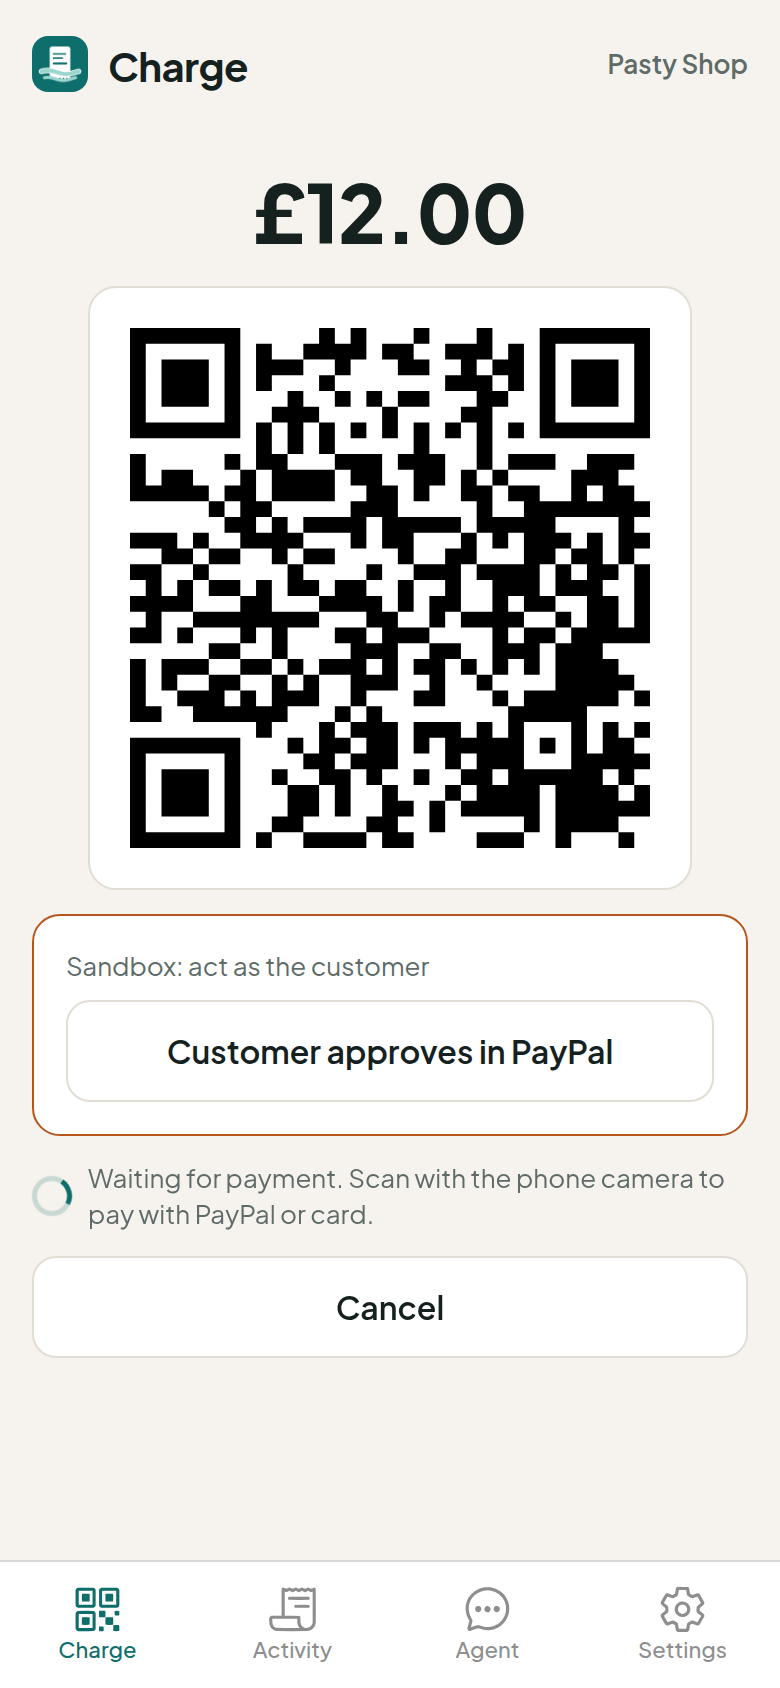 Charge
Pasty Shop
£12.00
Sandbox: act as the customer
Customer approves in PayPal
Waiting for payment. Scan with the phone camera to
pay with PayPal or card.
Cancel
Charge
Activity
Agent
Settings